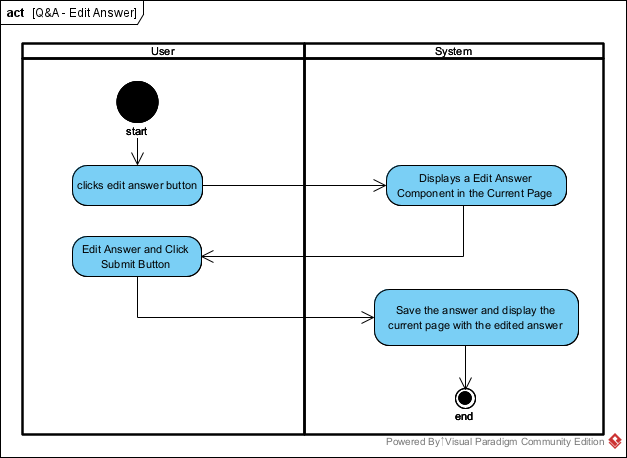 act [Q&A - Edit Answer]
User
System
start
clicks edit answer button
Displays a Edit Answer
Component in the Current Page
Edit Answer and Click
Submit Button
Save the answer and display the
current page with the edited answer
end
Powered By Visual Paradigm Community Edition